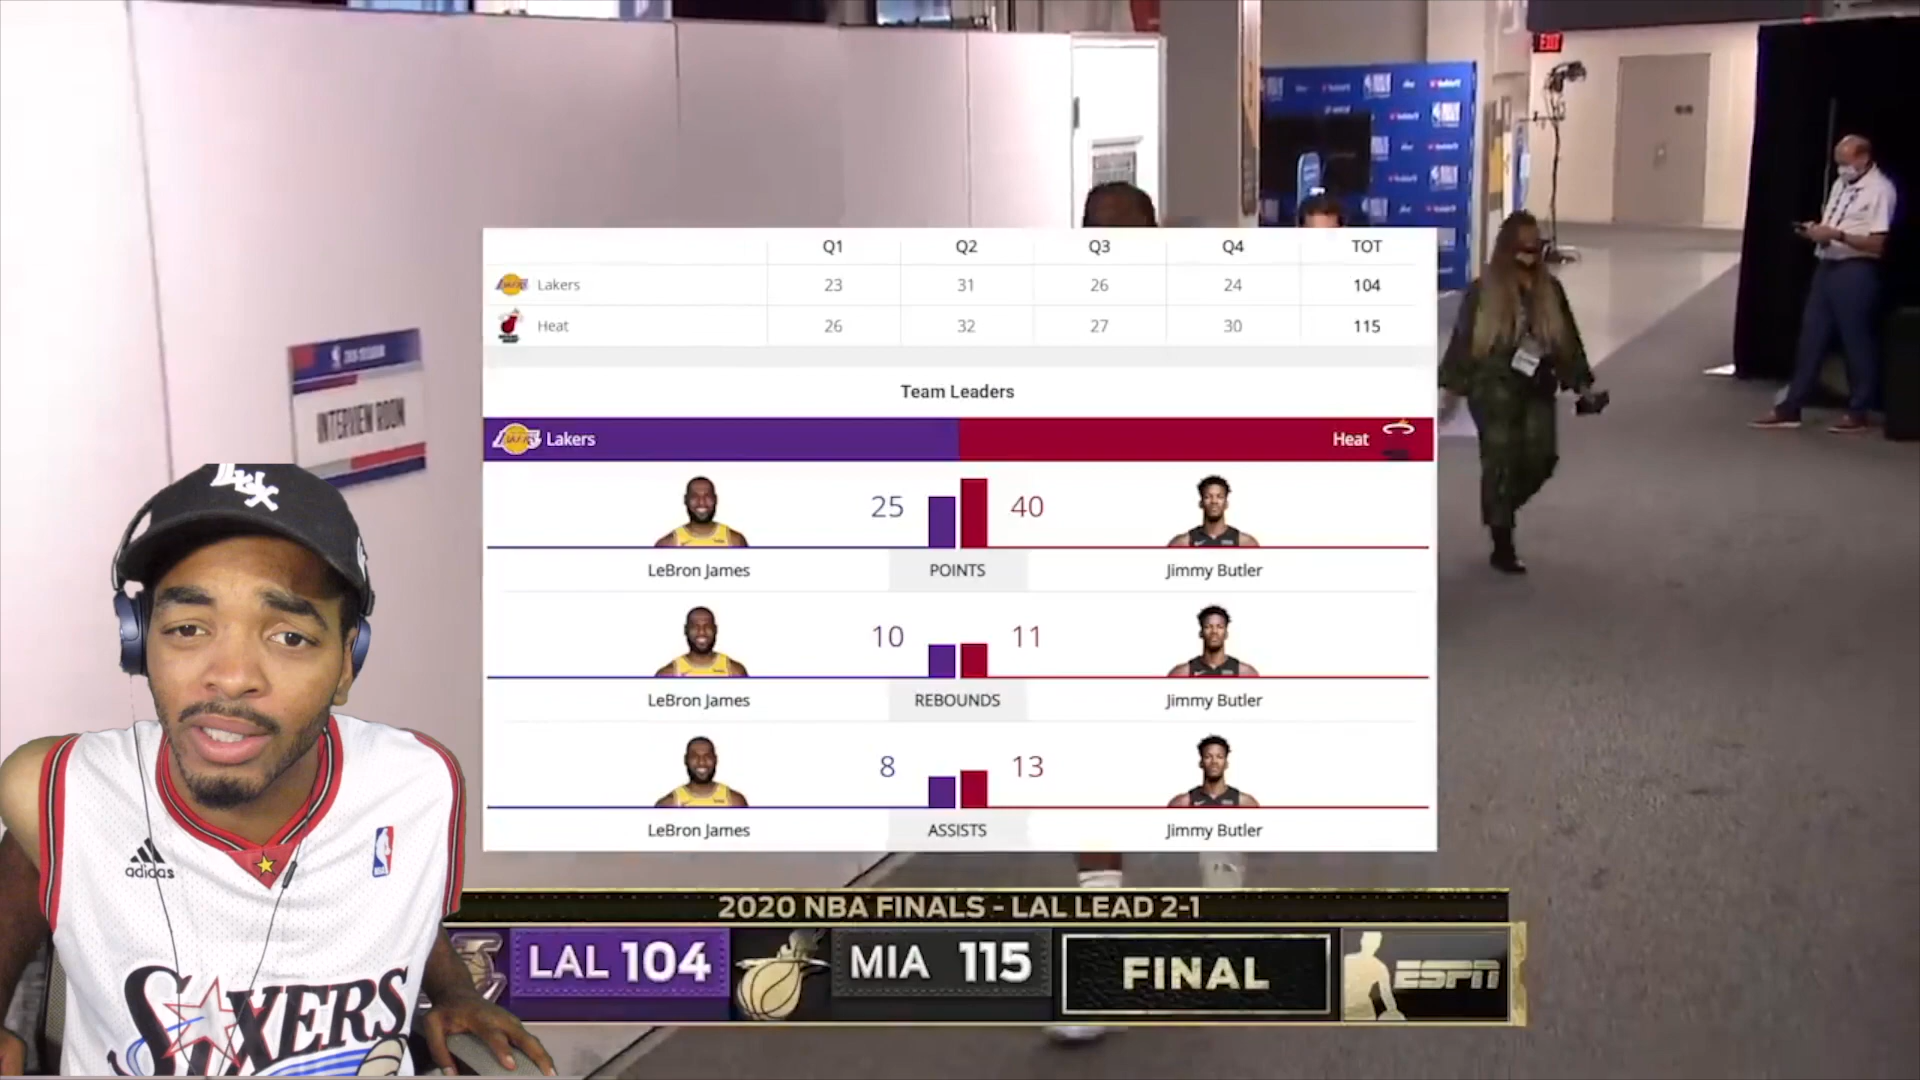 EXIT
INTERVIEW ROOM
Q1 Q2 Q3 Q4 TOT
Lakers 23 31 26 24 104
Heat 26 32 27 30 115
Team Leaders
Lakers Heat
25 40
LeBron James POINTS Jimmy Butler
10 11
LeBron James REBOUNDS Jimmy Butler
8 13
LeBron James ASSISTS Jimmy Butler
adidas
SIXERS
2020 NBA FINALS - LAL LEAD 2-1
LAL 104 MIA 115 FINAL ESPN